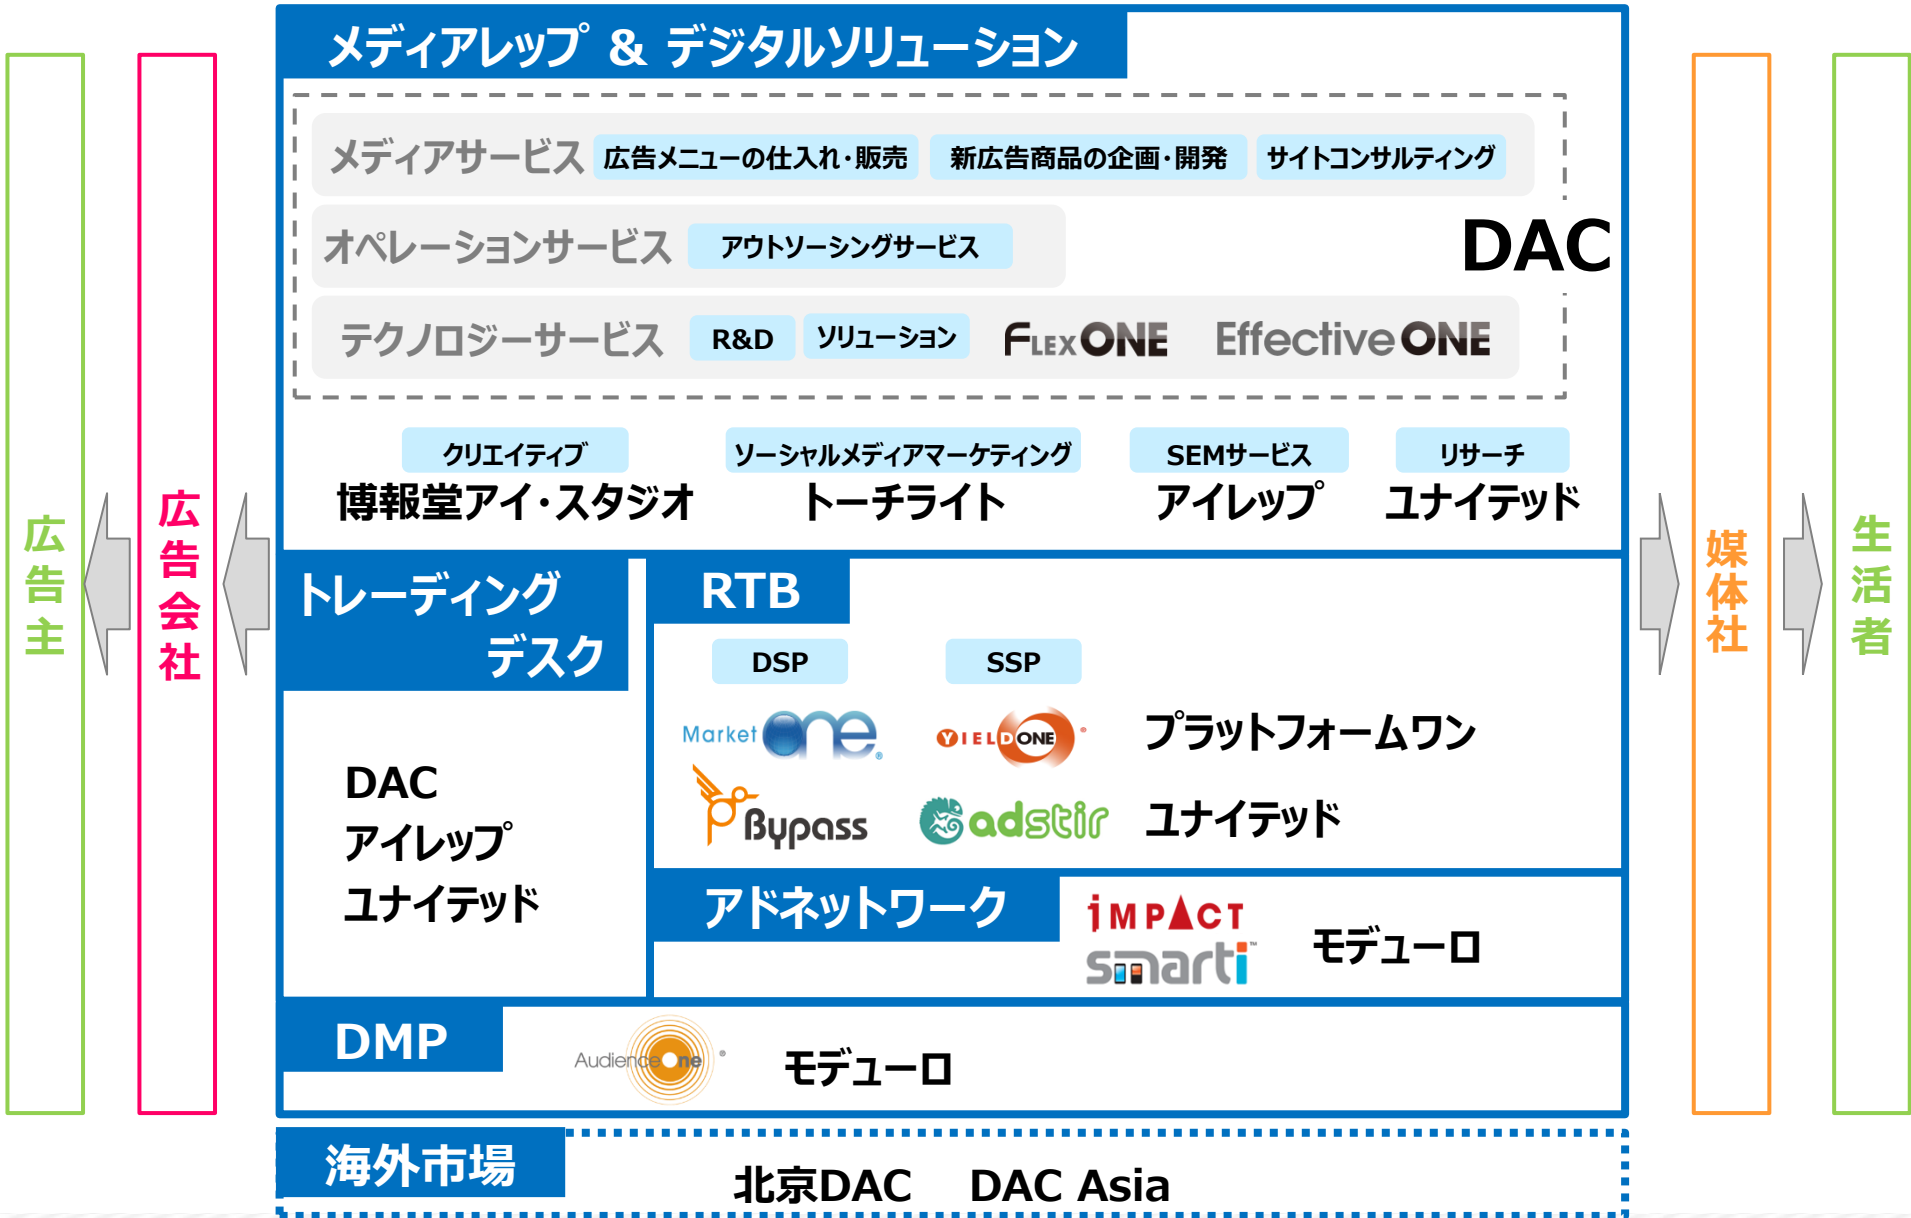 メディアレップ & デジタルソリューション
メディアサービス 広告メニューの仕入れ・販売 新広告商品の企画・開発 サイトコンサルティング
オペレーションサービス アウトソーシングサービス
DAC
テクノロジーサービス R&D ソリューション FLEXONE EffectiveONE
クリエイティブ ソーシャルメディアマーケティング SEMサービス リサーチ
博報堂アイ・スタジオ トーチライト アイレップ ユナイテッド
広告主
広告会社
媒体社
生活者
トレーディング
デスク
DAC
アイレップ
ユナイテッド
RTB
DSP SSP
Market One® YIELDONE® プラットフォームワン
Bypass adstir ユナイテッド
アドネットワーク
iMPACT
smarti™
モデューロ
DMP
AudienceOne® モデューロ
海外市場
北京DAC DAC Asia